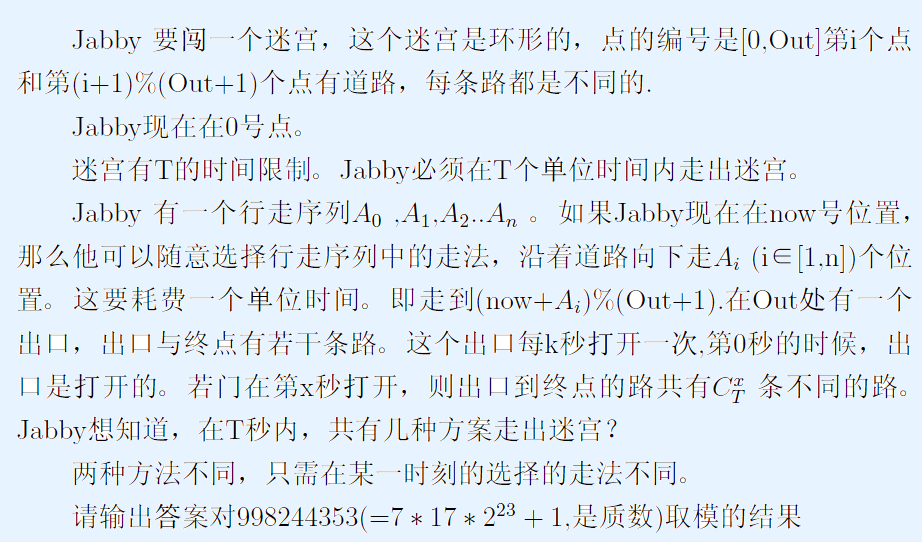 Jabby 要闯一个迷宫，这个迷宫是环形的，点的编号是[0,Out]第i个点
和第(i+1)%(Out+1)个点有道路，每条路都是不同的.
Jabby现在在0号点。
迷宫有T的时间限制。Jabby必须在T个单位时间内走出迷宫。
Jabby 有一个行走序列A₀ ,A₁,A₂..Aₙ 。如果Jabby现在在now号位置，
那么他可以随意选择行走序列中的走法，沿着道路向下走Aᵢ (i∈[1,n])个位
置。这要耗费一个单位时间。即走到(now+Aᵢ)%(Out+1).在Out处有一个
出口，出口与终点有若干条路。这个出口每k秒打开一次,第0秒的时候，出
口是打开的。若门在第x秒打开，则出口到终点的路共有$C_T^x$ 条不同的路。
Jabby想知道，在T秒内，共有几种方案走出迷宫？
两种方法不同，只需在某一时刻的选择的走法不同。
请输出答案对998244353(=7 ∗ 17 ∗ 2²³ + 1,是质数)取模的结果